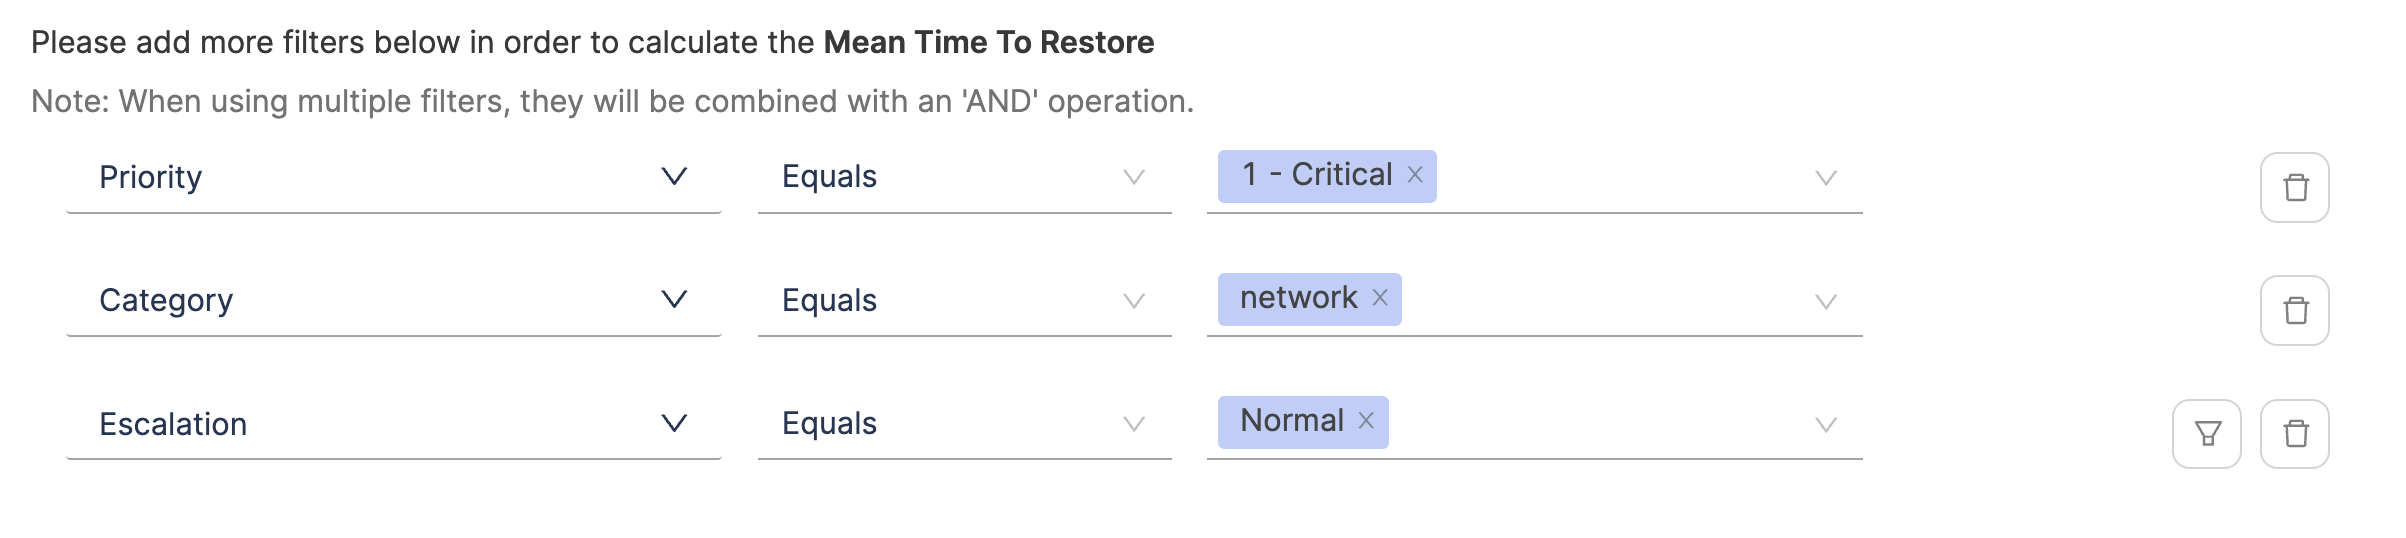 Please add more filters below in order to calculate the Mean Time To Restore
Note: When using multiple filters, they will be combined with an 'AND' operation.
Priority Equals 1 - Critical
Category Equals network
Escalation Equals Normal